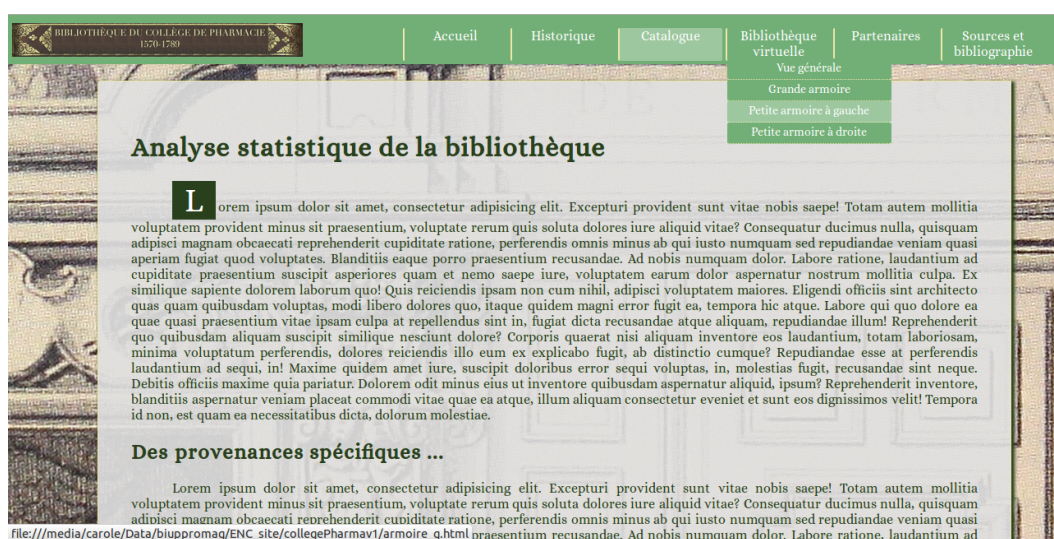 BIBLIOTHÈQUE DU COLLÈGE DE PHARMACIE
1570-1789
Accueil
Historique
Catalogue
Bibliothèque
virtuelle
Partenaires
Sources et
bibliographie
Vue générale
Grande armoire
Petite armoire à gauche
Petite armoire à droite
Analyse statistique de la bibliothèque
Lorem ipsum dolor sit amet, consectetur adipisicing elit. Excepturi provident sunt vitae nobis saepe! Totam autem mollitia
voluptatem provident minus sit praesentium, voluptate rerum quis soluta dolores iure aliquid vitae? Consequatur ducimus nulla, quisquam
adipisci magnam obcaecati reprehenderit cupiditate ratione, perferendis omnis minus ab qui iusto numquam sed repudiandae veniam quasi
aperiam fugiat quod voluptates. Blanditiis eaque porro praesentium recusandae. Ad nobis numquam dolor. Labore ratione, laudantium ad
cupiditate praesentium suscipit asperiores quam et nemo saepe iure, voluptatem earum dolor aspernatur nostrum mollitia culpa. Ex
similique sapiente dolorem laborum quo! Quis reiciendis ipsam non cum nihil, adipisci voluptatem maiores. Eligendi officiis sint architecto
quas quam quibusdam voluptas, modi libero dolores quo, itaque quidem magni error fugit ea, tempora hic atque. Labore qui quo dolore ea
quae quasi praesentium vitae ipsam culpa at repellendus sint in, fugiat dicta recusandae atque aliquam, repudiandae illum! Reprehenderit
quo quibusdam aliquam suscipit similique nesciunt dolore? Corporis quaerat nisi aliquam inventore eos laudantium, totam laboriosam,
minima voluptatum perferendis, dolores reiciendis illo eum ex explicabo fugit, ab distinctio cumque? Repudiandae esse at perferendis
laudantium ad sequi, in! Maxime quidem amet iure, suscipit doloribus error sequi voluptas, in, molestias fugit, recusandae sint neque.
Debitis officiis maxime quia pariatur. Dolorem odit minus eius ut inventore quibusdam aspernatur aliquid, ipsum? Reprehenderit inventore,
blanditiis aspernatur veniam placeat commodi vitae quae ea atque, illum aliquam consectetur eveniet et sunt eos dignissimos velit! Tempora
id non, est quam ea necessitatibus dicta, dolorum molestiae.
Des provenances spécifiques ...
Lorem ipsum dolor sit amet, consectetur adipisicing elit. Excepturi provident sunt vitae nobis saepe! Totam autem mollitia
voluptatem provident minus sit praesentium, voluptate rerum quis soluta dolores iure aliquid vitae? Consequatur ducimus nulla, quisquam
adipisci magnam obcaecati reprehenderit cupiditate ratione, perferendis omnis minus ab qui iusto numquam sed repudiandae veniam quasi
praesentium recusandae. Ad nobis numquam dolor. Labore ratione, laudantium ad
file:///media/carole/Data/biuppromaq/ENC_site/collegePharmav1/armoire_g.html